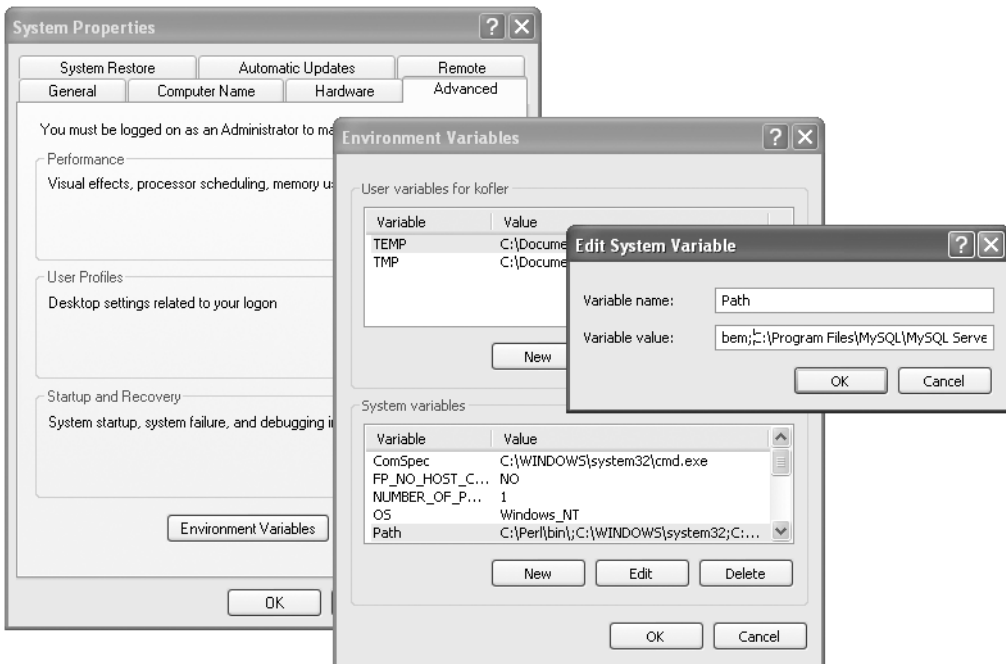 System Properties
System Restore
Automatic Updates
Remote
General
Computer Name
Hardware
Advanced
You must be logged on as an Administrator to ma
Performance
Visual effects, processor scheduling, memory u
User Profiles
Desktop settings related to your logon
Startup and Recovery
System startup, system failure, and debugging i
Environment Variables
OK
Environment Variables
User variables for kofler
Variable Value
TEMP C:\Docume
TMP C:\Docume
New
System variables
Variable Value
ComSpec C:\WINDOWS\system32\cmd.exe
FP_NO_HOST_C... NO
NUMBER_OF_P... 1
OS Windows_NT
Path C:\Perl\bin\;C:\WINDOWS\system32;C:...
New
Edit
Delete
OK
Cancel
Edit System Variable
Variable name: Path
Variable value: bem;C:\Program Files\MySQL\MySQL Serve
OK
Cancel